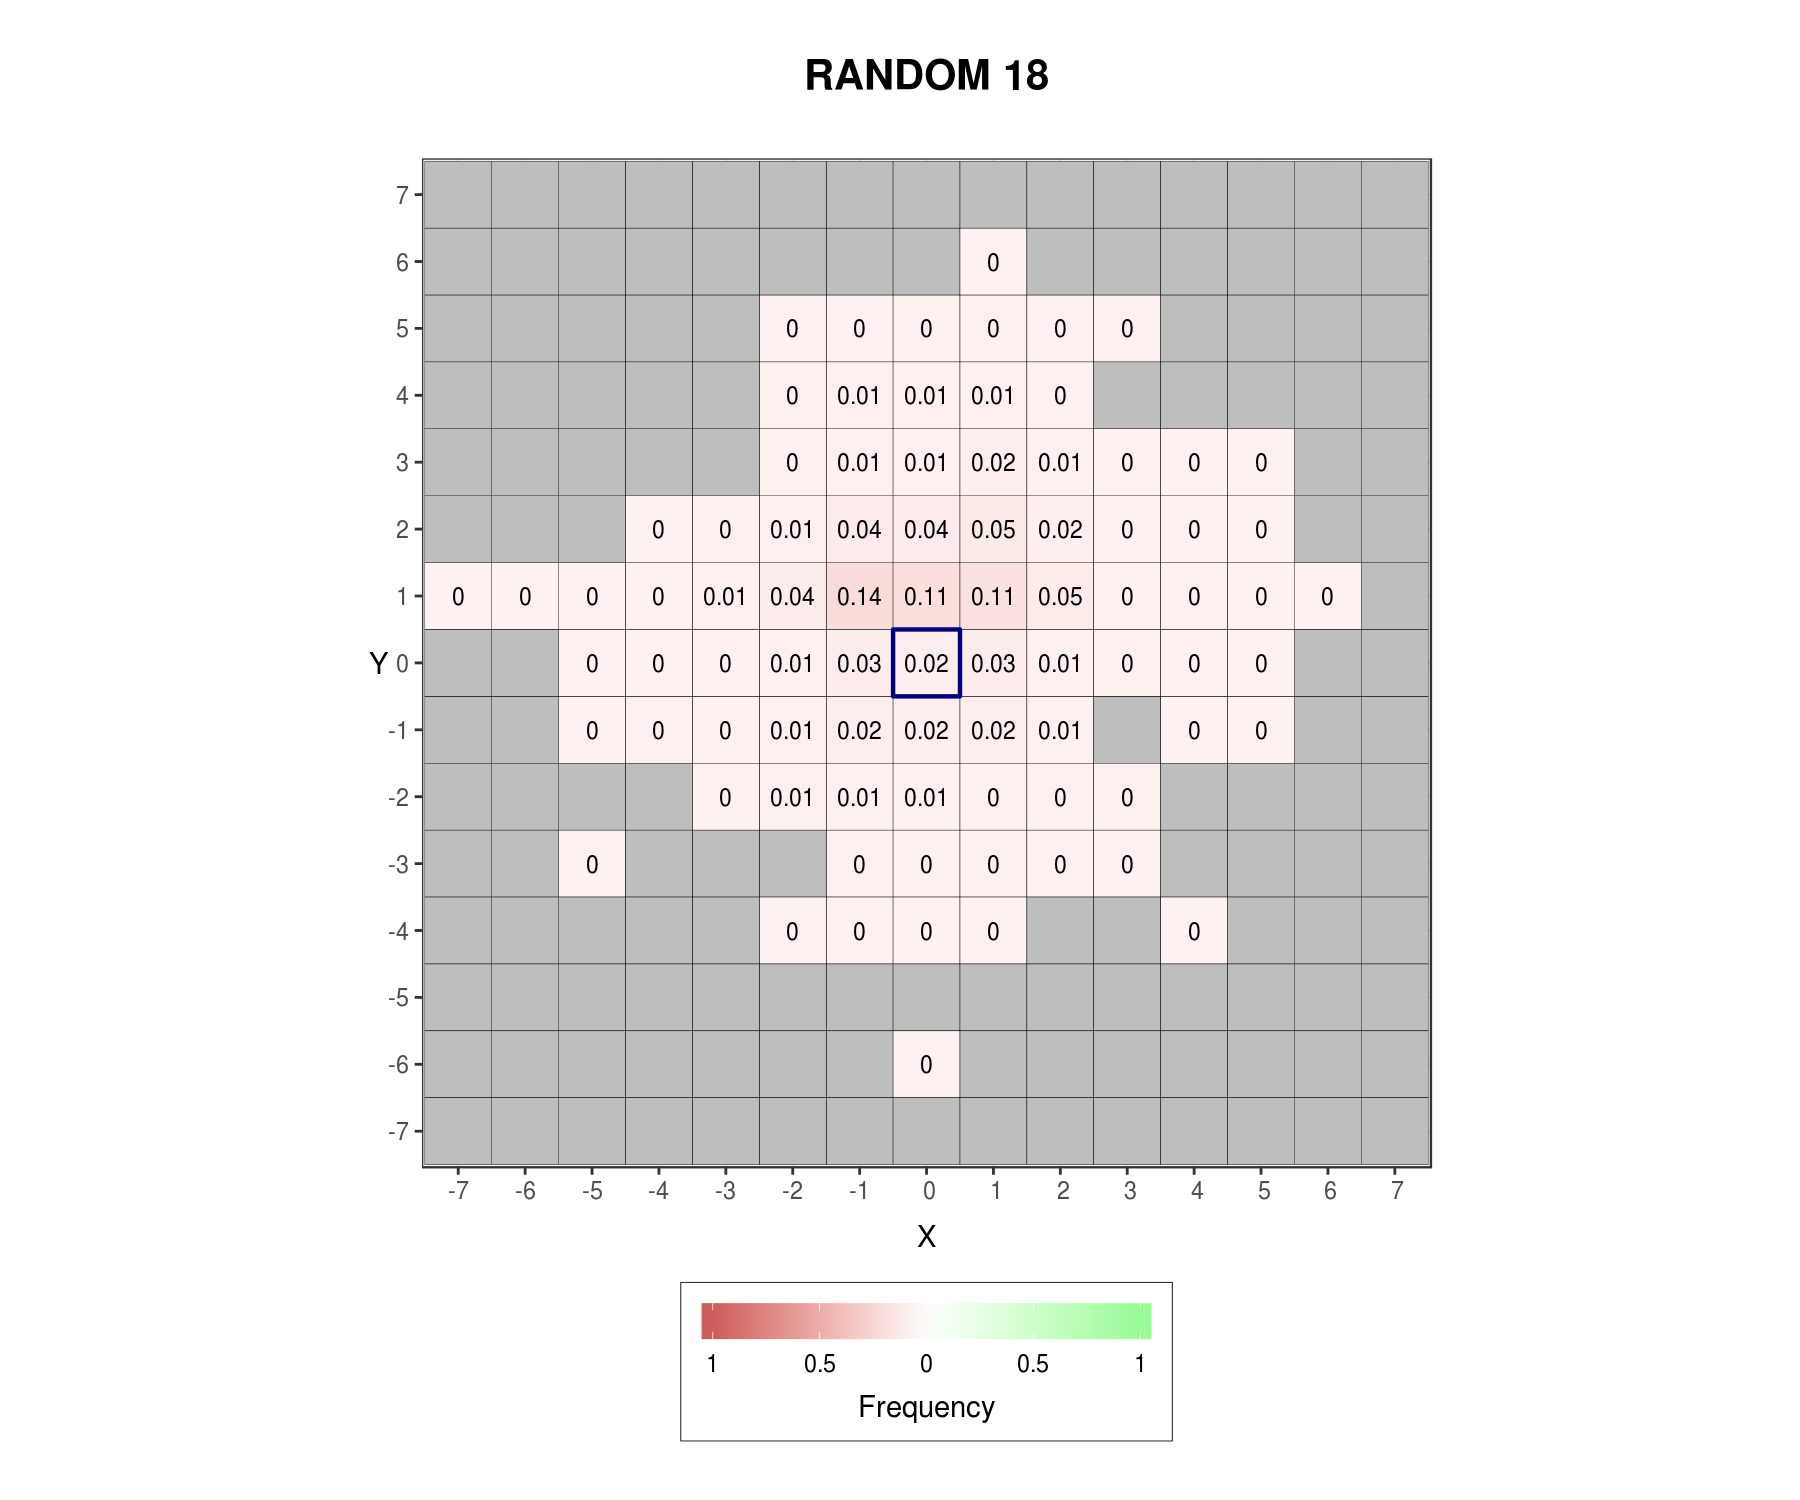 RANDOM 18
7
6 0
5 0 0 0 0 0 0
4 0 0.01 0.01 0.01 0
3 0 0.01 0.01 0.02 0.01 0 0 0
2 0 0 0.01 0.04 0.04 0.05 0.02 0 0 0
1 0 0 0 0 0.01 0.04 0.14 0.11 0.11 0.05 0 0 0 0
Y 0 0 0 0 0.01 0.03 0.02 0.03 0.01 0 0 0
-1 0 0 0 0.01 0.02 0.02 0.02 0.01 0 0
-2 0 0.01 0.01 0.01 0 0 0
-3 0 0 0 0 0 0
-4 0 0 0 0 0
-5
-6 0
-7
-7 -6 -5 -4 -3 -2 -1 0 1 2 3 4 5 6 7
X
1 0.5 0 0.5 1
Frequency